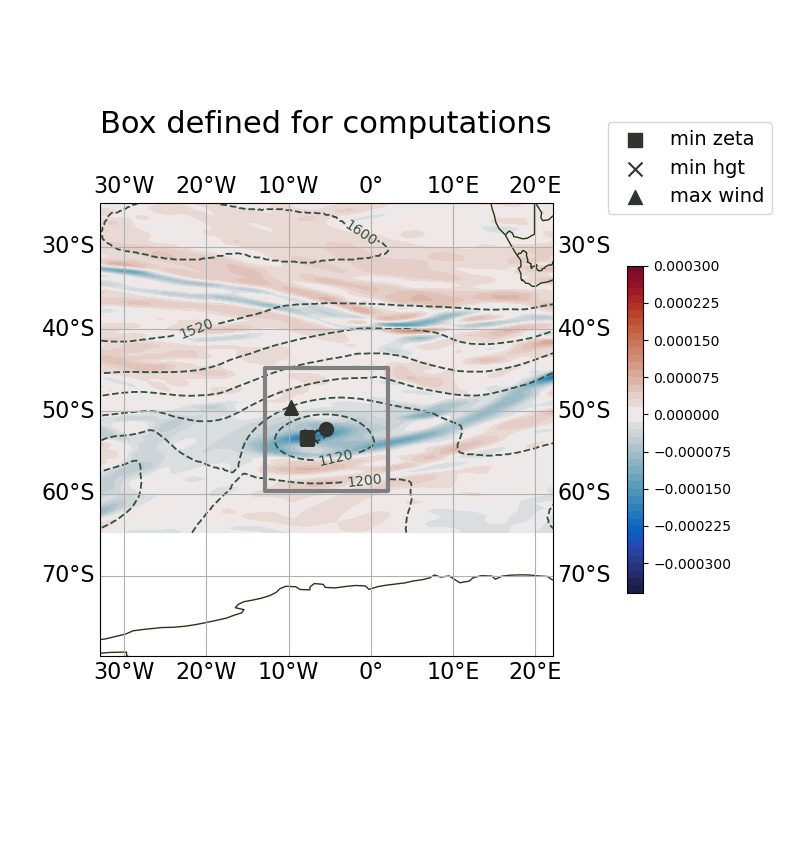 Box defined for computations
min zeta
min hgt
max wind
30°W 20°W 10°W 0° 10°E 20°E
1600
30°S 30°S
0.000300
0.000225
1520
40°S 40°S
0.000150
0.000075
50°S 50°S
0.000000
−0.000075
1120
1200
60°S 60°S
−0.000150
−0.000225
70°S 70°S
−0.000300
30°W 20°W 10°W 0° 10°E 20°E